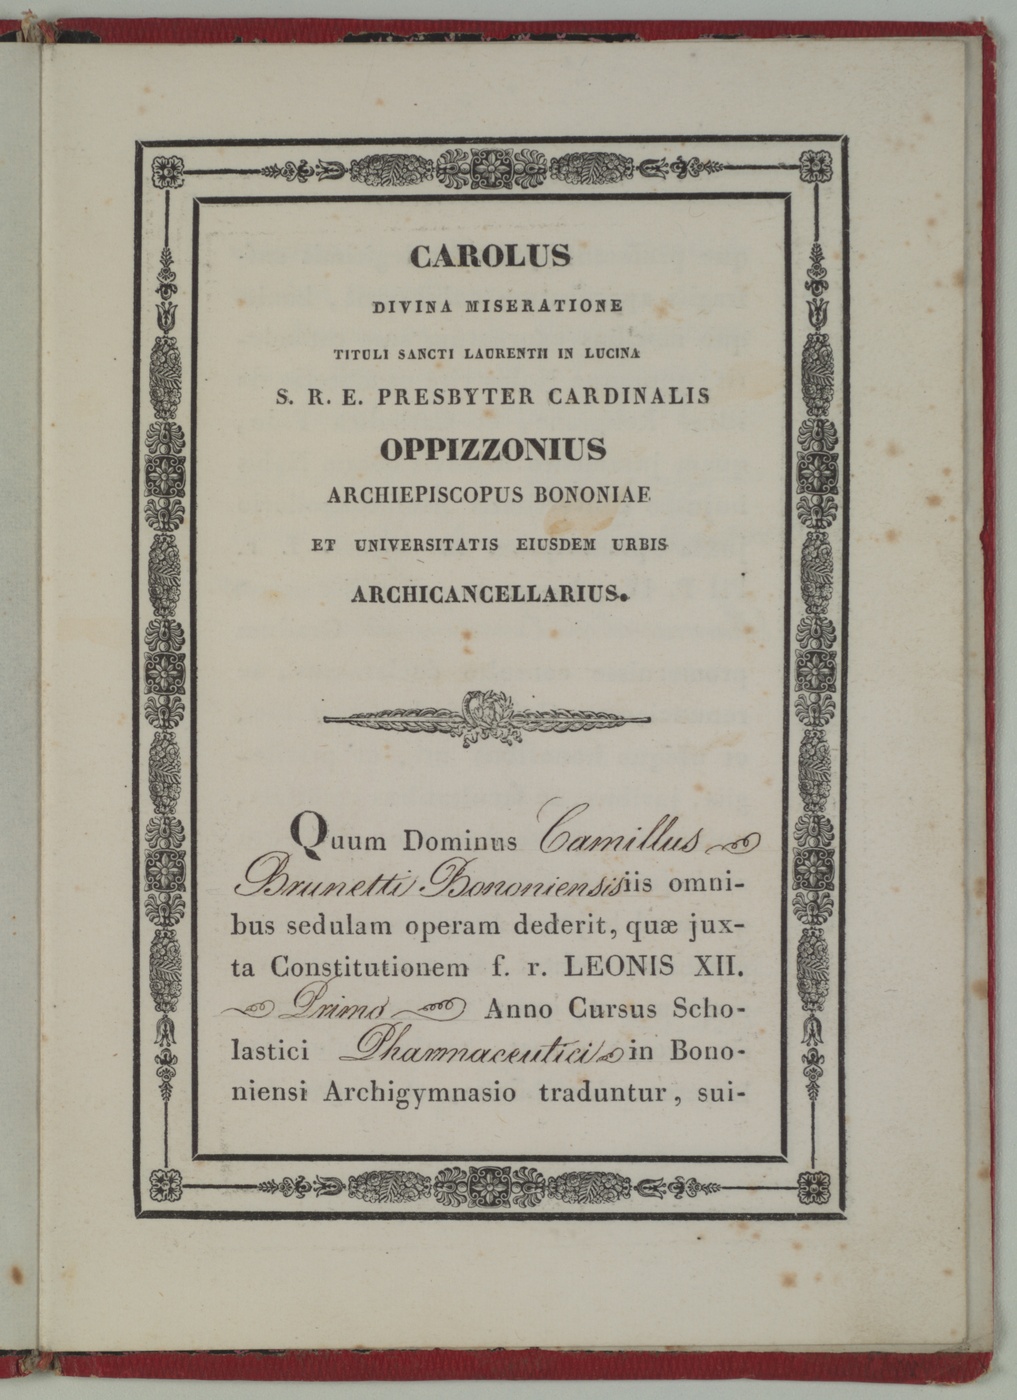 CAROLUS
DIVINA MISERATIONE
TITULI SANCTI LAURENTII IN LUCINA
S. R. E. PRESBYTER CARDINALIS
OPPIZZONIUS
ARCHIEPISCOPUS BONONIAE
ET UNIVERSITATIS EIUSDEM URBIS
ARCHICANCELLARIUS.
Quum Dominus Camillus
Brunetti Bononiensis iis omni-
bus sedulam operam dederit, quæ jux-
ta Constitutionem f. r. LEONIS XII.
Primo Anno Cursus Scho-
lastici Pharmaceutici in Bono-
niensi Archigymnasio traduntur, sui-